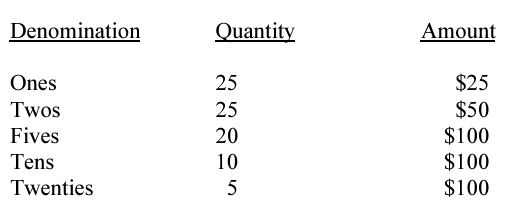 Denomination Quantity Amount
Ones 25 $25
Twos 25 $50
Fives 20 $100
Tens 10 $100
Twenties 5 $100